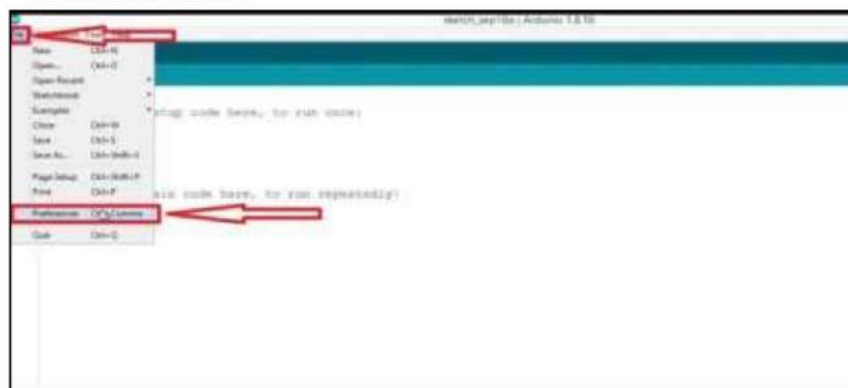 sketch_sep18a | Arduino 1.8.16
New Ctrl+N
Open... Ctrl+O
Open Recent
Sketchbook
Examples
Close Ctrl+W
Save Ctrl+S
Save As... Ctrl+Shift+S
Page Setup Ctrl+Shift+P
Print Ctrl+P
Preferences Ctrl+Comma
Quit Ctrl+Q
setup code here, to run once:
main code here, to run repeatedly: